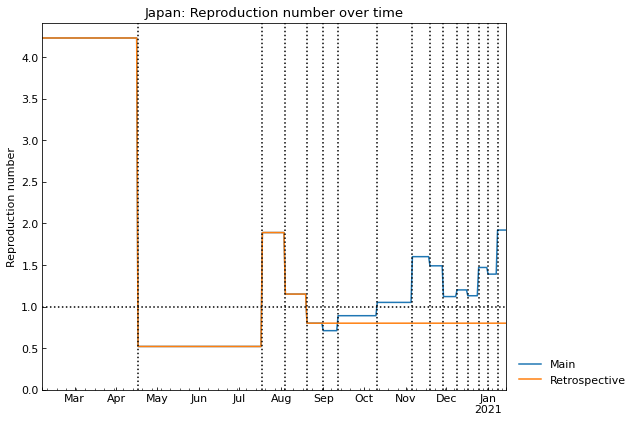 Japan: Reproduction number over time
Reproduction number
4.0
3.5
3.0
2.5
2.0
1.5
1.0
0.5
0.0
Mar Apr May Jun Jul Aug Sep Oct Nov Dec Jan
2021
Main
Retrospective